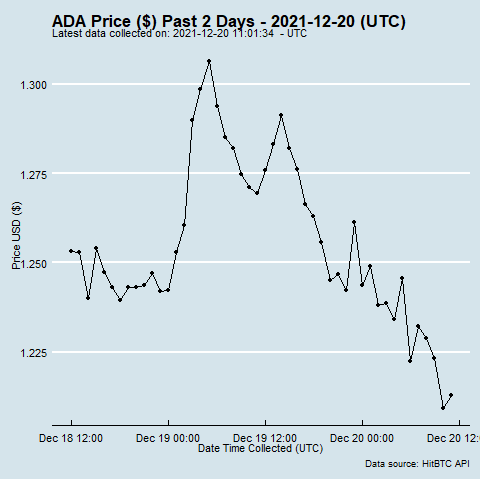 ADA Price ($) Past 2 Days - 2021-12-20 (UTC)
Latest data collected on: 2021-12-20 11:01:34 - UTC
1.300
1.275
1.250
1.225
Price USD ($)
Dec 18 12:00 Dec 19 00:00 Dec 19 12:00 Dec 20 00:00 Dec 20 12:
Date Time Collected (UTC)
Data source: HitBTC API